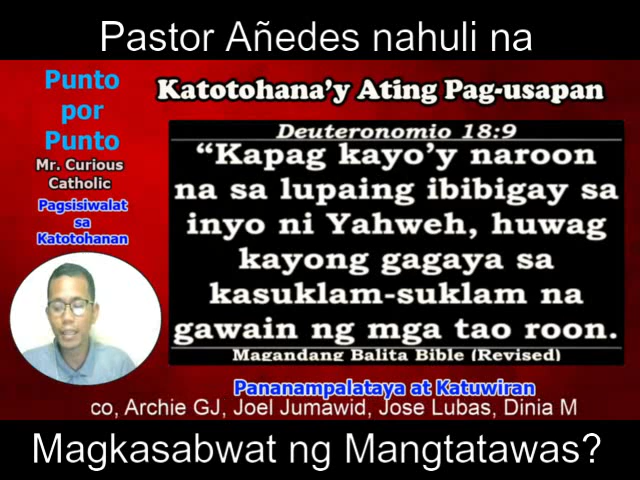 Pastor Añedes nahuli na
Punto
por
Punto
Mr. Curious
Catholic
Pagsisiwalat
sa
Katotohanan
Katotohana’y Ating Pag-usapan
Deuteronomio 18:9
“Kapag kayo’y naroon
na sa lupaing ibibigay sa
inyo ni Yahweh, huwag
kayong gagaya sa
kasuklam-suklam na
gawain ng mga tao roon.
Magandang Balita Bible (Revised)
Pananampalataya at Katuwiran
co, Archie GJ, Joel Jumawid, Jose Lubas, Dinia M
Magkasabwat ng Mangtatawas?